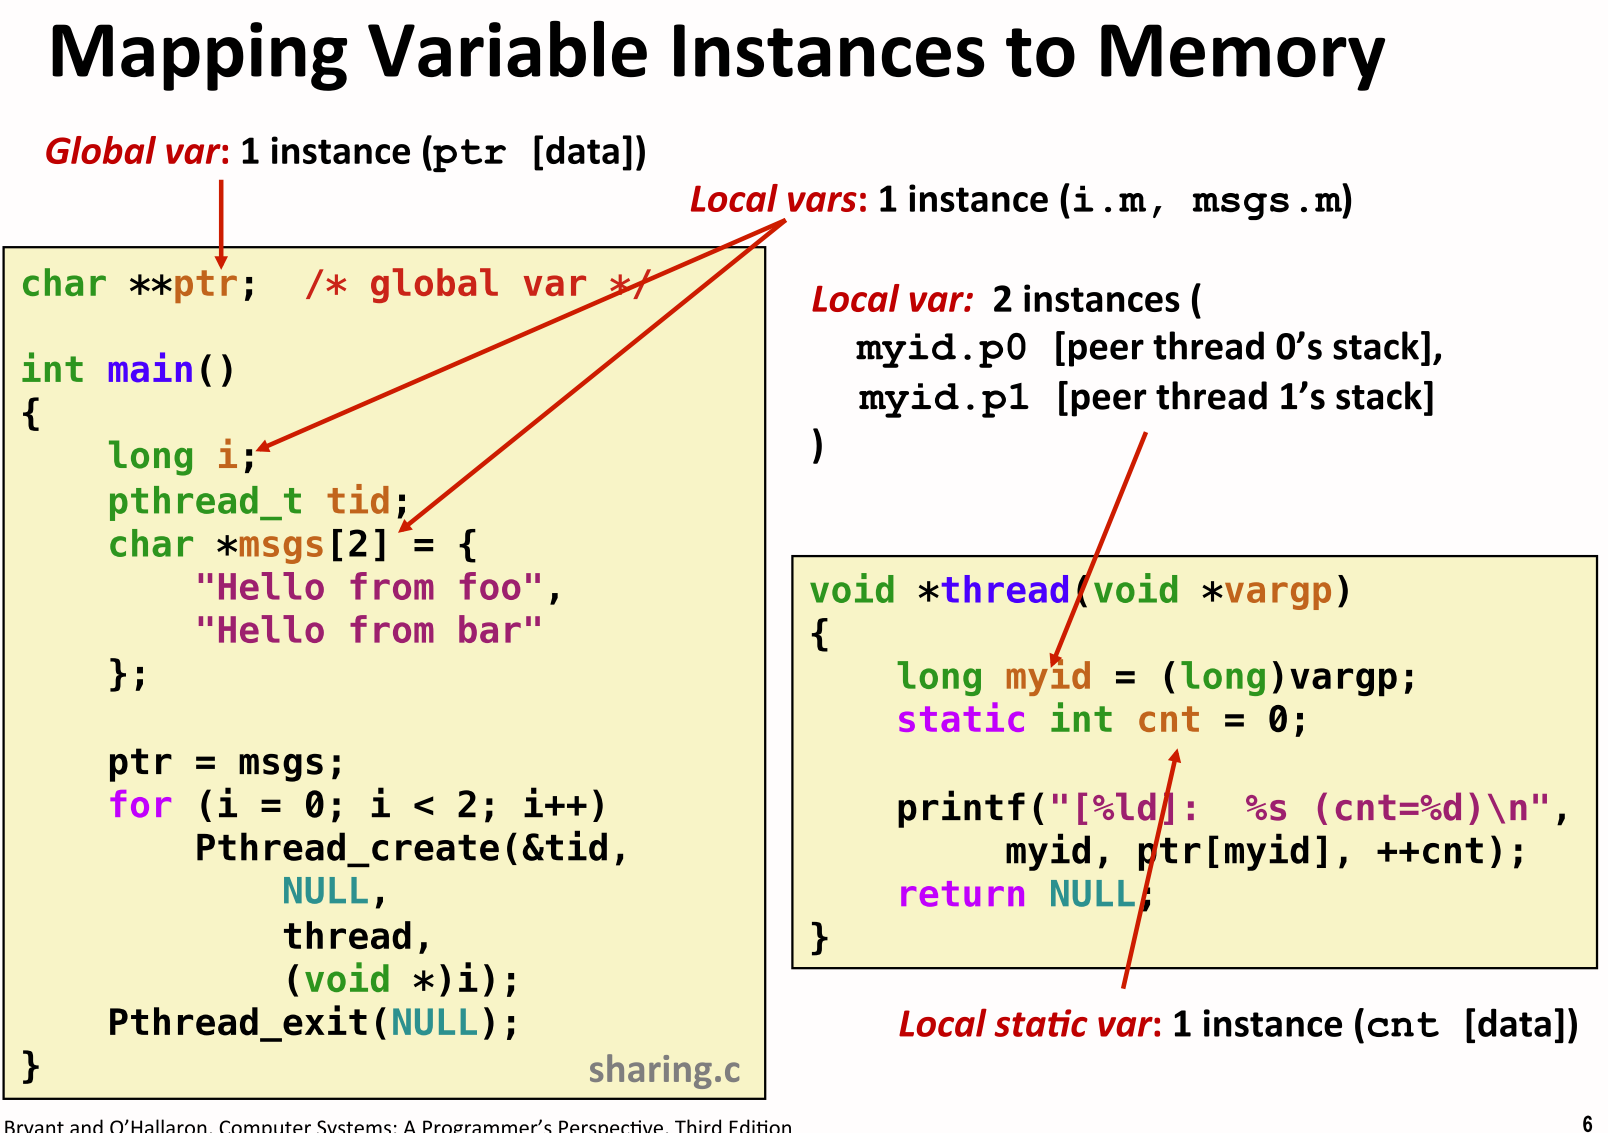 Mapping Variable Instances to Memory
Global var: 1 instance (ptr [data])
Local vars: 1 instance (i.m, msgs.m)
Local var: 2 instances (
myid.p0 [peer thread 0’s stack],
myid.p1 [peer thread 1’s stack]
)
char **ptr;  /* global var */
int main()
{
    long i;
    pthread_t tid;
    char *msgs[2] = {
        "Hello from foo",
        "Hello from bar"
    };
    ptr = msgs;
    for (i = 0; i < 2; i++)
        Pthread_create(&tid,
            NULL,
            thread,
            (void *)i);
    Pthread_exit(NULL);
}
sharing.c
void *thread(void *vargp)
{
    long myid = (long)vargp;
    static int cnt = 0;
    printf("[%ld]:  %s (cnt=%d)\n",
         myid, ptr[myid], ++cnt);
    return NULL;
}
Local static var: 1 instance (cnt [data])
Bryant and O’Hallaron, Computer Systems: A Programmer’s Perspective, Third Edition
6